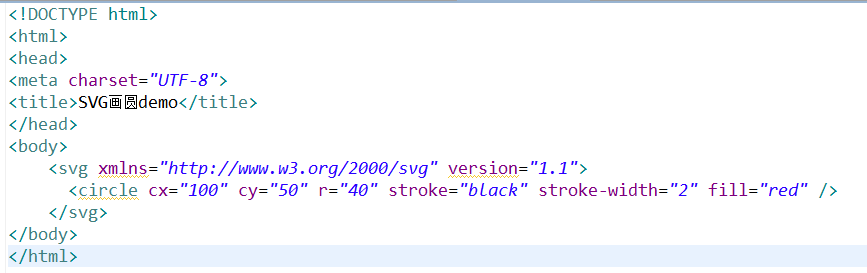 <!DOCTYPE html>
<html>
<head>
<meta charset="UTF-8">
<title>SVG画圆demo</title>
</head>
<body>
    <svg xmlns="http://www.w3.org/2000/svg" version="1.1">
      <circle cx="100" cy="50" r="40" stroke="black" stroke-width="2" fill="red" />
    </svg>
</body>
</html>